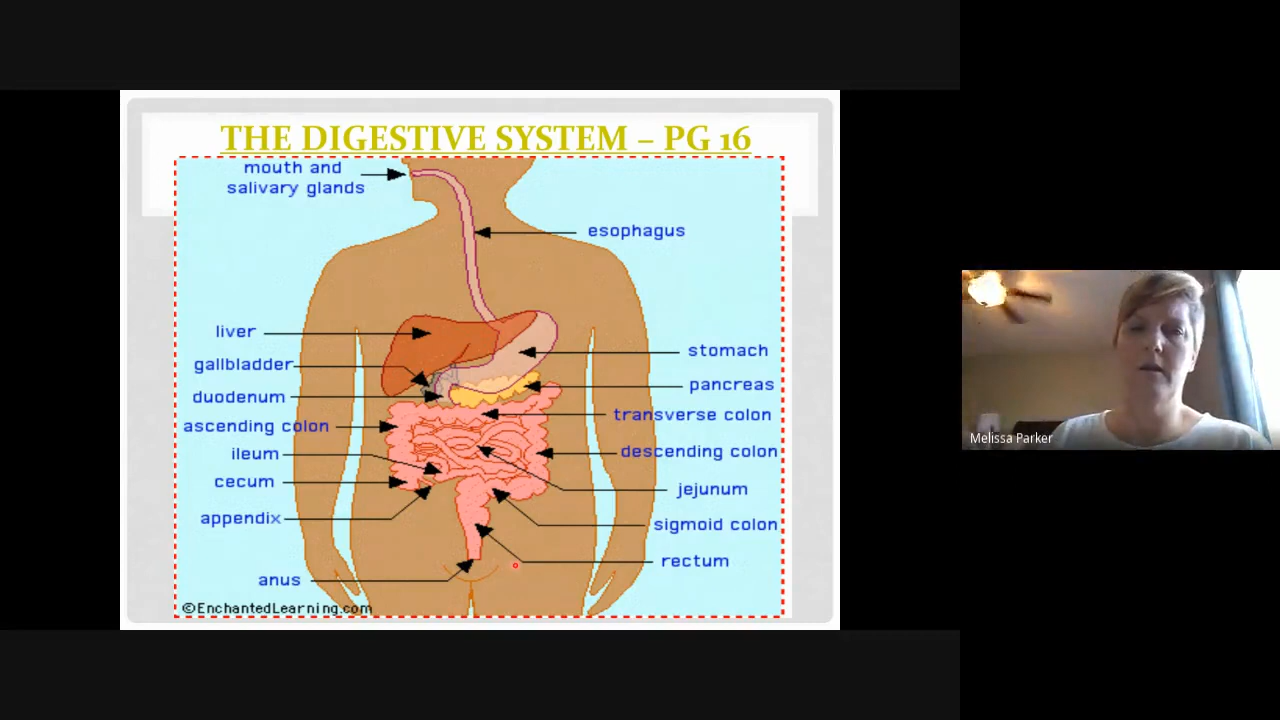 THE DIGESTIVE SYSTEM – PG 16
mouth and
salivary glands
esophagus
liver
gallbladder
duodenum
ascending colon
ileum
cecum
appendix
anus
stomach
pancreas
transverse colon
descending colon
jejunum
sigmoid colon
rectum
©EnchantedLearning.com
Melissa Parker